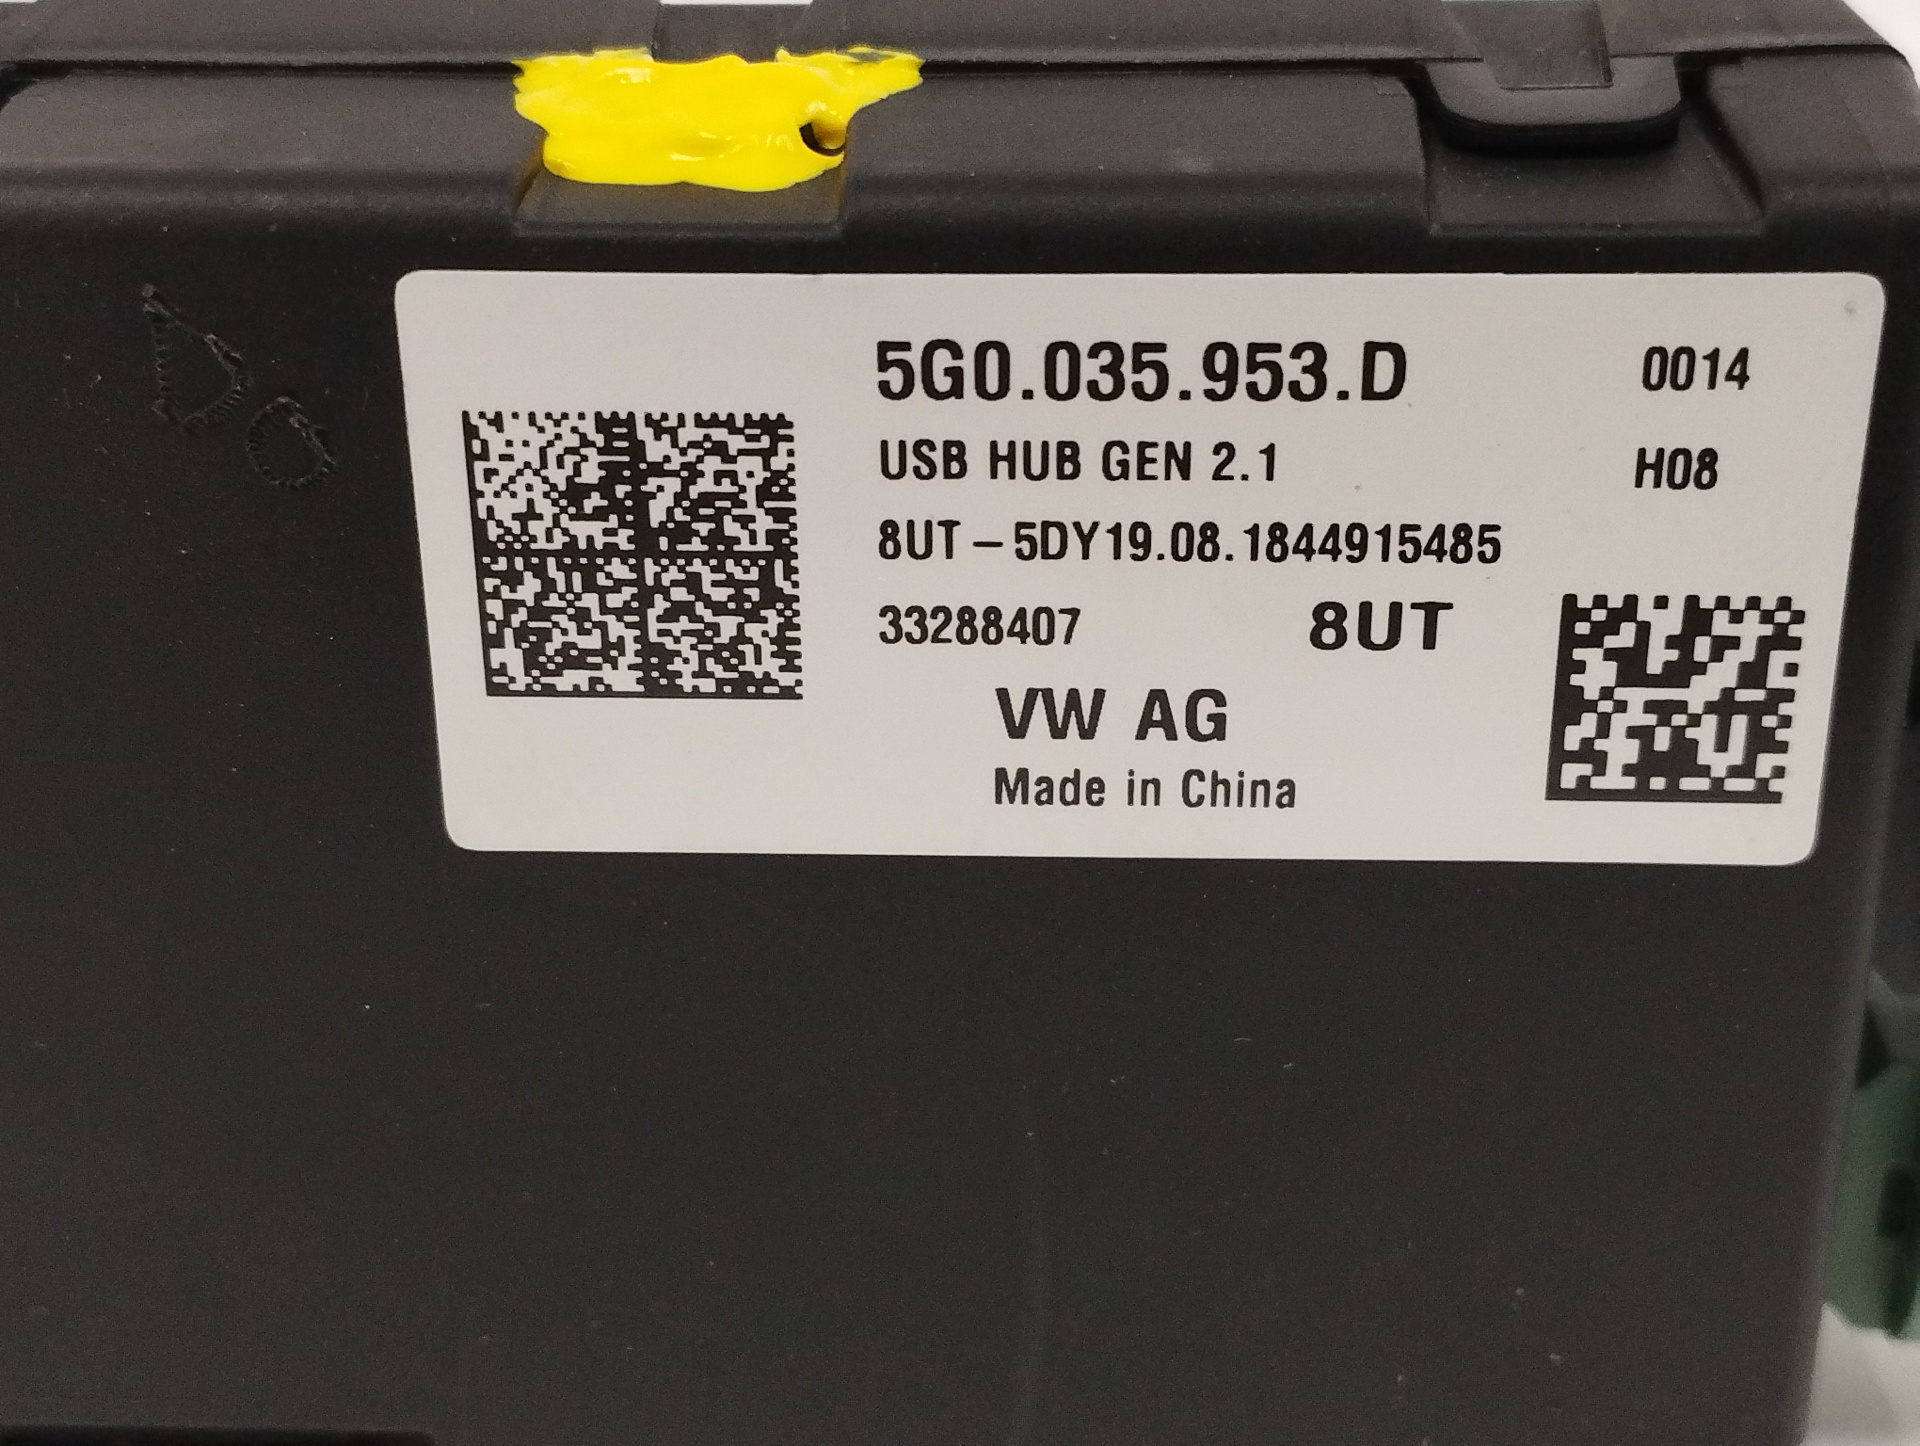 5G0.035.953.D 0014
USB HUB GEN 2.1 H08
8UT – 5DY19.08.1844915485
33288407 8UT
VW AG
Made in China